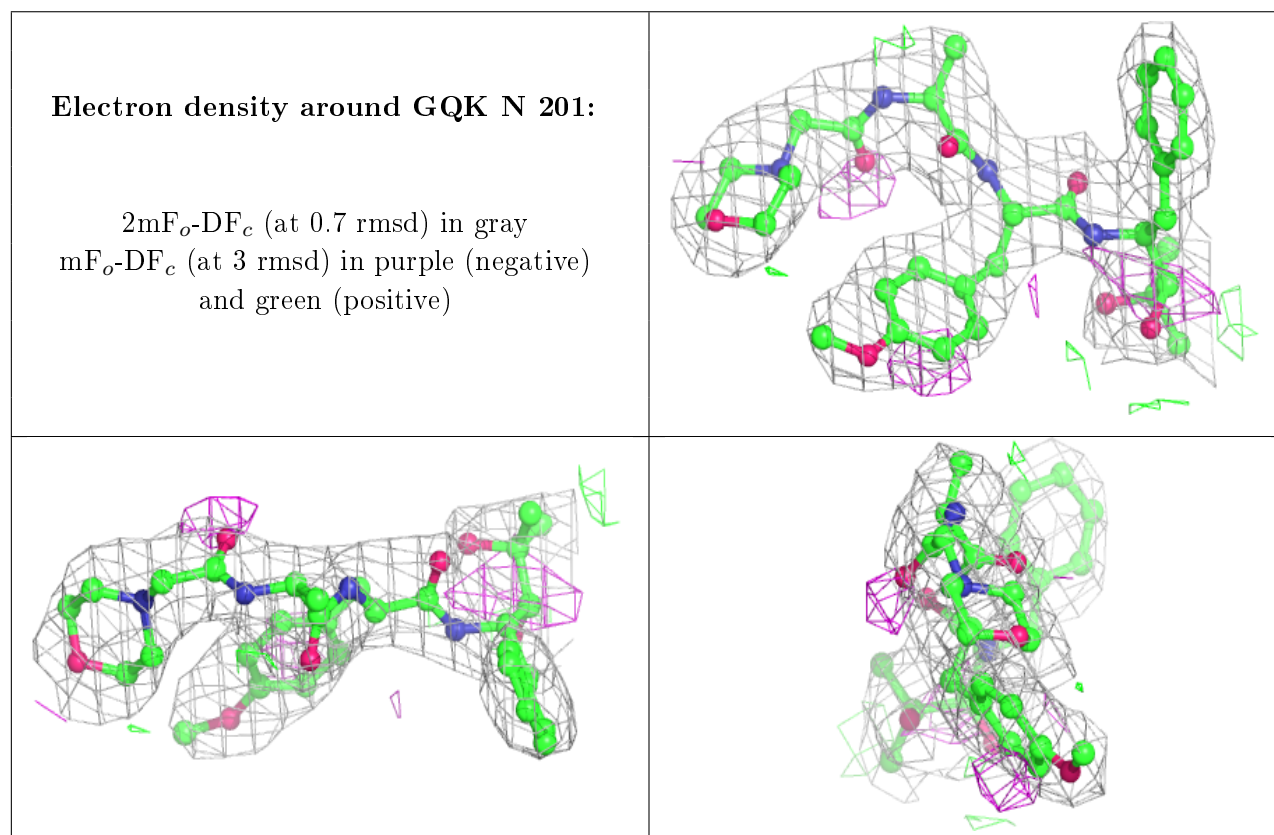 Electron density around GQK N 201:
2mFₒ-DF𝒸 (at 0.7 rmsd) in gray
mFₒ-DF𝒸 (at 3 rmsd) in purple (negative)
and green (positive)